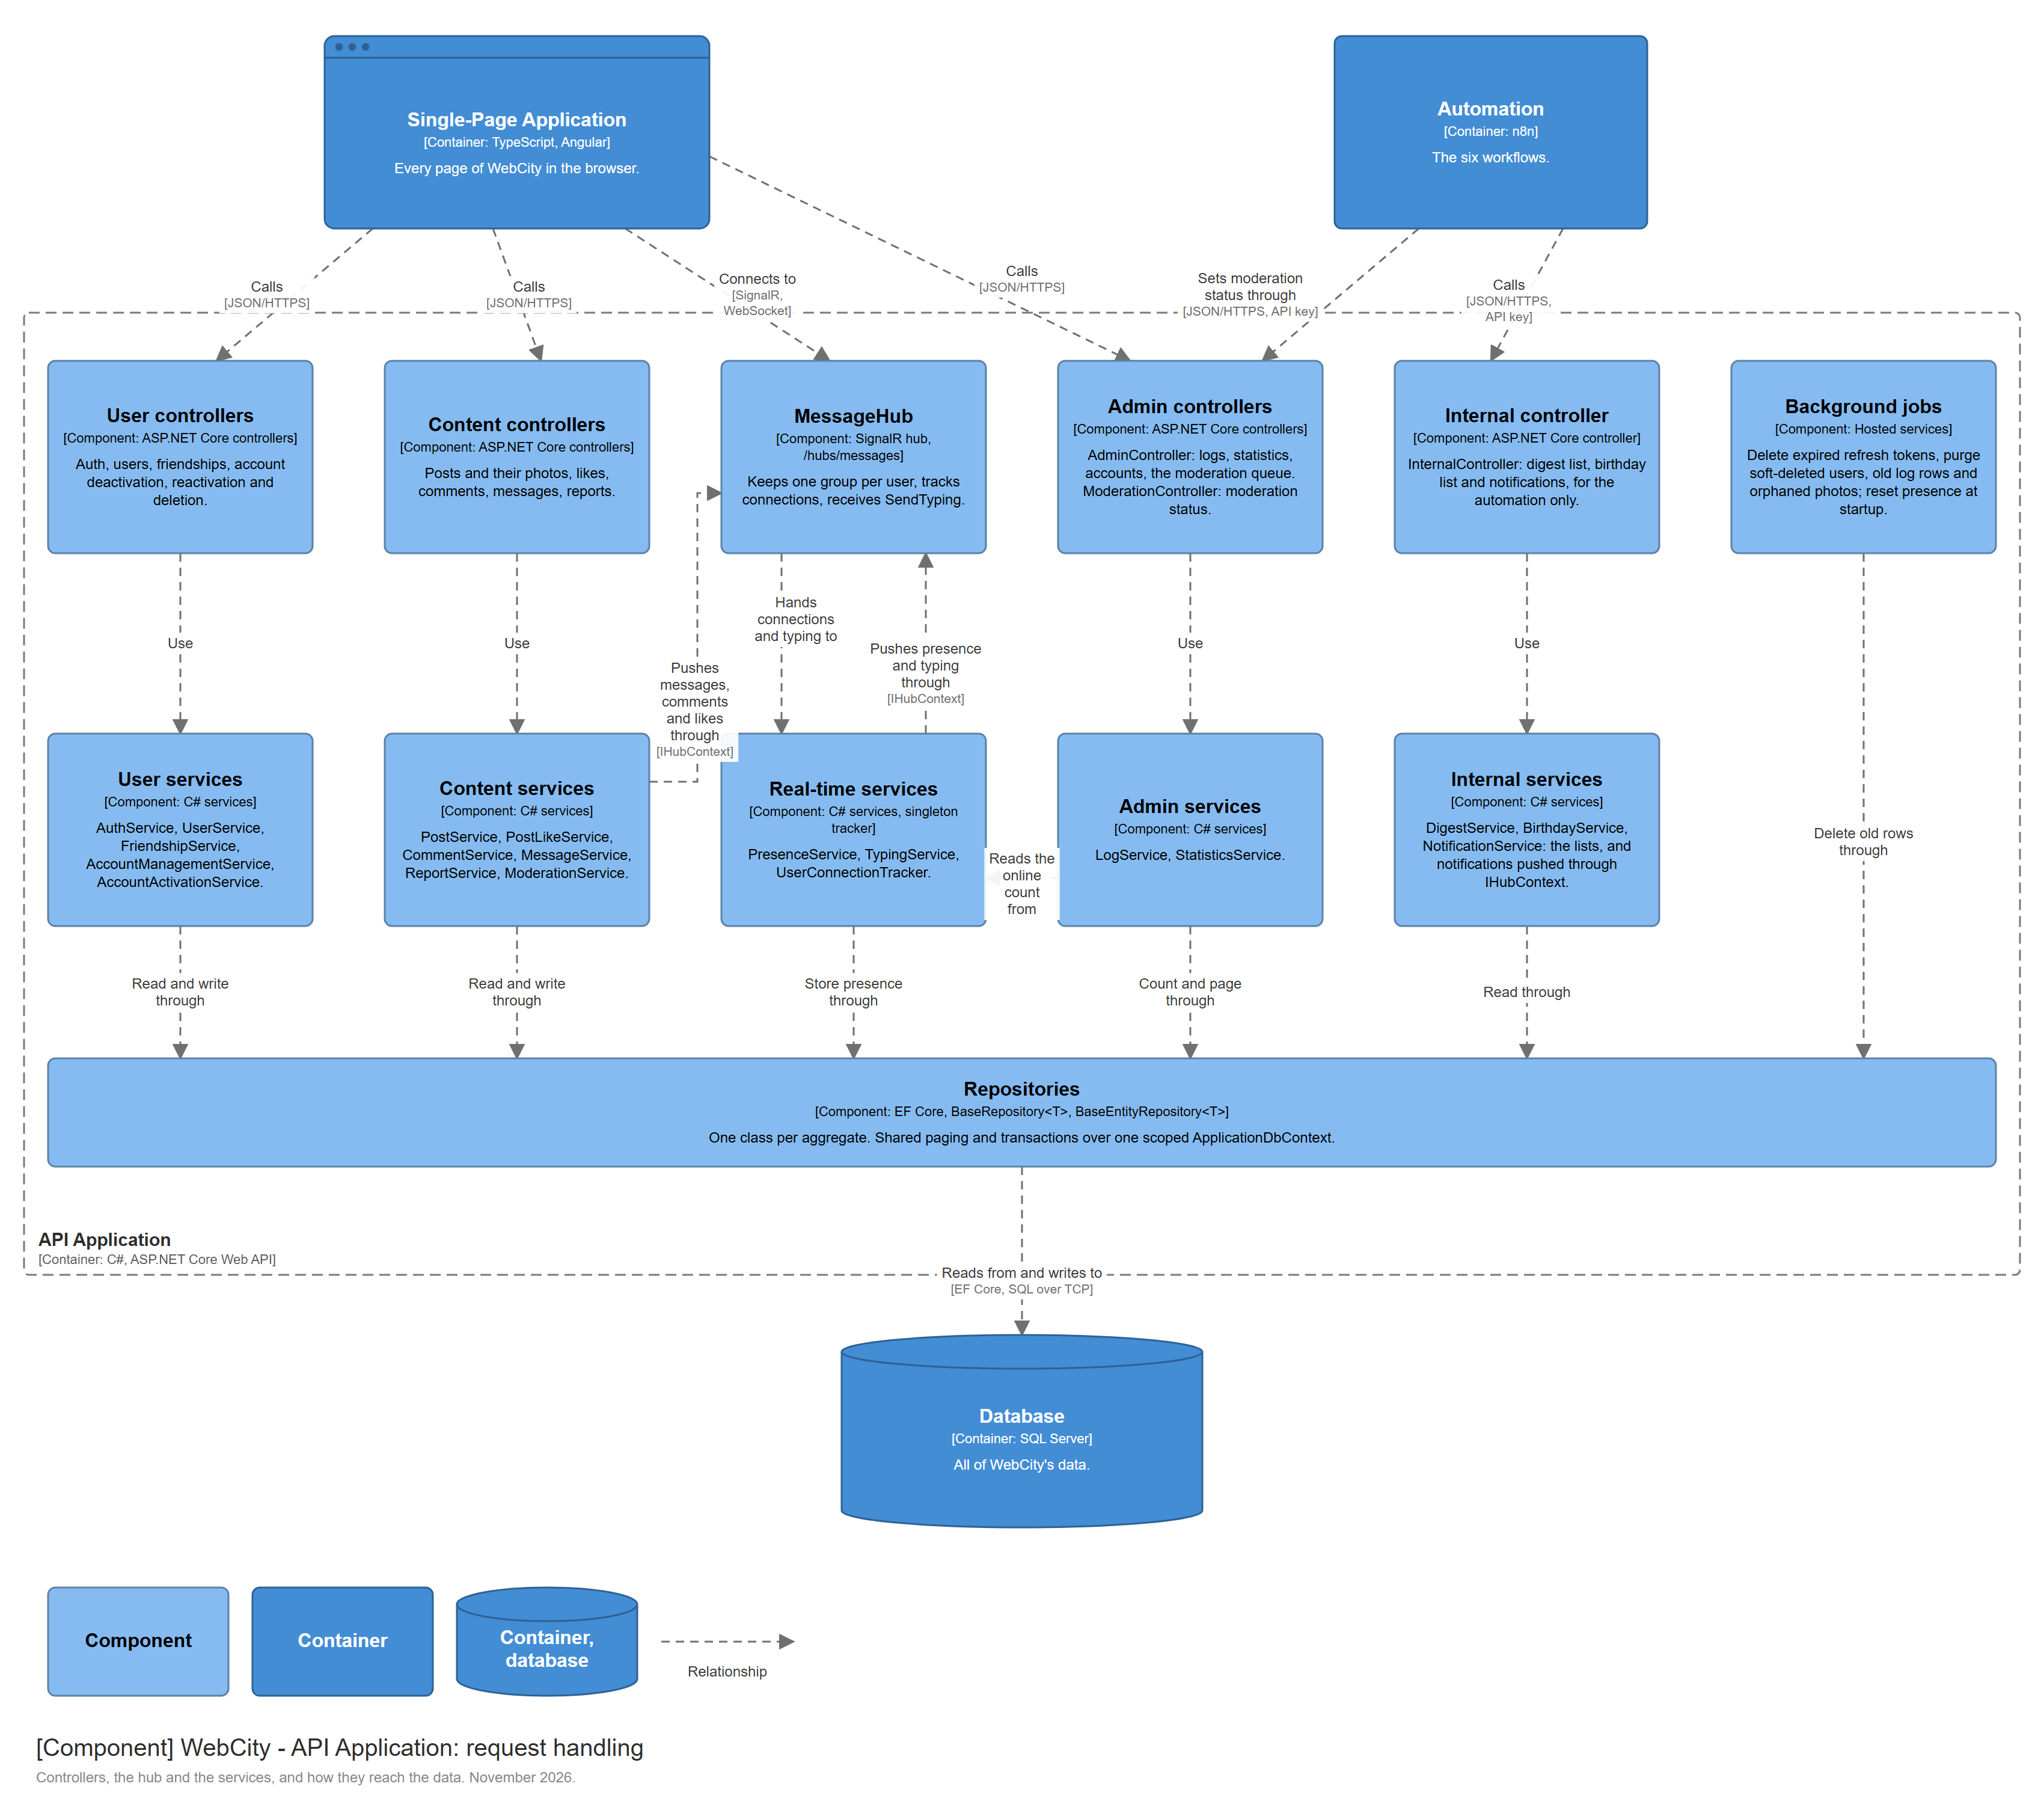 Single-Page Application
[Container: TypeScript, Angular]
Every page of WebCity in the browser.
Automation
[Container: n8n]
The six workflows.
Calls
[JSON/HTTPS]
Calls
[JSON/HTTPS]
Connects to
[SignalR,
WebSocket]
Calls
[JSON/HTTPS]
Sets moderation
status through
[JSON/HTTPS, API key]
Calls
[JSON/HTTPS,
API key]
User controllers
[Component: ASP.NET Core controllers]
Auth, users, friendships, account
deactivation, reactivation and
deletion.
Content controllers
[Component: ASP.NET Core controllers]
Posts and their photos, likes,
comments, messages, reports.
MessageHub
[Component: SignalR hub,
/hubs/messages]
Keeps one group per user, tracks
connections, receives SendTyping.
Admin controllers
[Component: ASP.NET Core controllers]
AdminController: logs, statistics,
accounts, the moderation queue.
ModerationController: moderation
status.
Internal controller
[Component: ASP.NET Core controller]
InternalController: digest list, birthday
list and notifications, for the
automation only.
Background jobs
[Component: Hosted services]
Delete expired refresh tokens, purge
soft-deleted users, old log rows and
orphaned photos; reset presence at
startup.
Use
Use
Pushes
messages,
comments
and likes
through
[IHubContext]
Hands
connections
and typing to
Pushes presence
and typing
through
[IHubContext]
Use
Use
User services
[Component: C# services]
AuthService, UserService,
FriendshipService,
AccountManagementService,
AccountActivationService.
Content services
[Component: C# services]
PostService, PostLikeService,
CommentService, MessageService,
ReportService, ModerationService.
Real-time services
[Component: C# services, singleton
tracker]
PresenceService, TypingService,
UserConnectionTracker.
Reads the
online
count
from
Admin services
[Component: C# services]
LogService, StatisticsService.
Internal services
[Component: C# services]
DigestService, BirthdayService,
NotificationService: the lists, and
notifications pushed through
IHubContext.
Delete old rows
through
Read and write
through
Read and write
through
Store presence
through
Count and page
through
Read through
Repositories
[Component: EF Core, BaseRepository<T>, BaseEntityRepository<T>]
One class per aggregate. Shared paging and transactions over one scoped ApplicationDbContext.
API Application
[Container: C#, ASP.NET Core Web API]
Reads from and writes to
[EF Core, SQL over TCP]
Database
[Container: SQL Server]
All of WebCity's data.
Component
Container
Container,
database
Relationship
[Component] WebCity - API Application: request handling
Controllers, the hub and the services, and how they reach the data. November 2026.